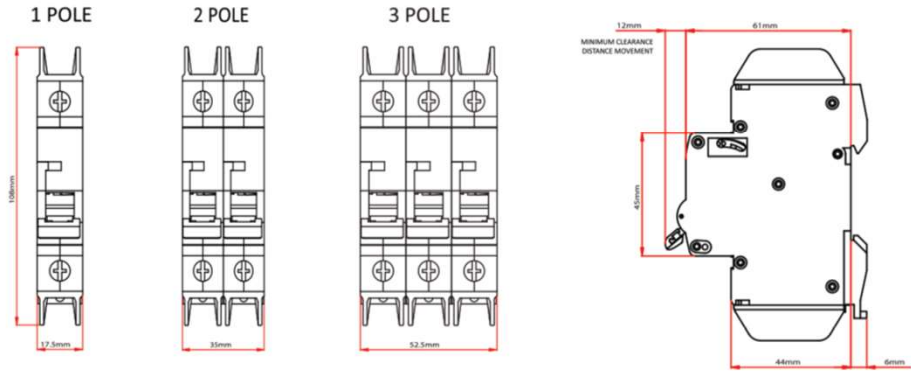 1 POLE
2 POLE
3 POLE
12mm
61mm
MINIMUM CLEARANCE
DISTANCE MOVEMENT
108mm
45mm
17.5mm
35mm
52.5mm
44mm
6mm